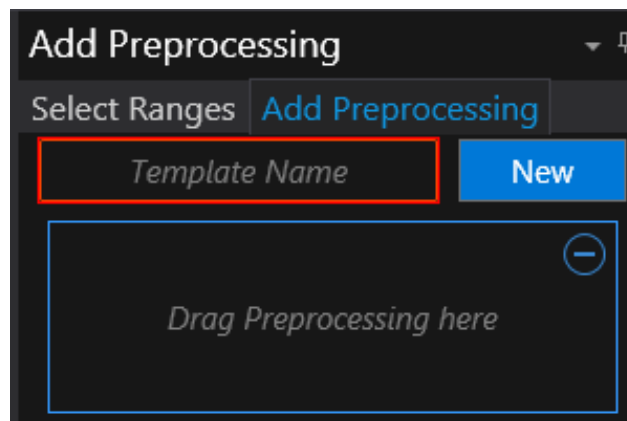 Add Preprocessing
Select Ranges Add Preprocessing
Template Name New
Drag Preprocessing here